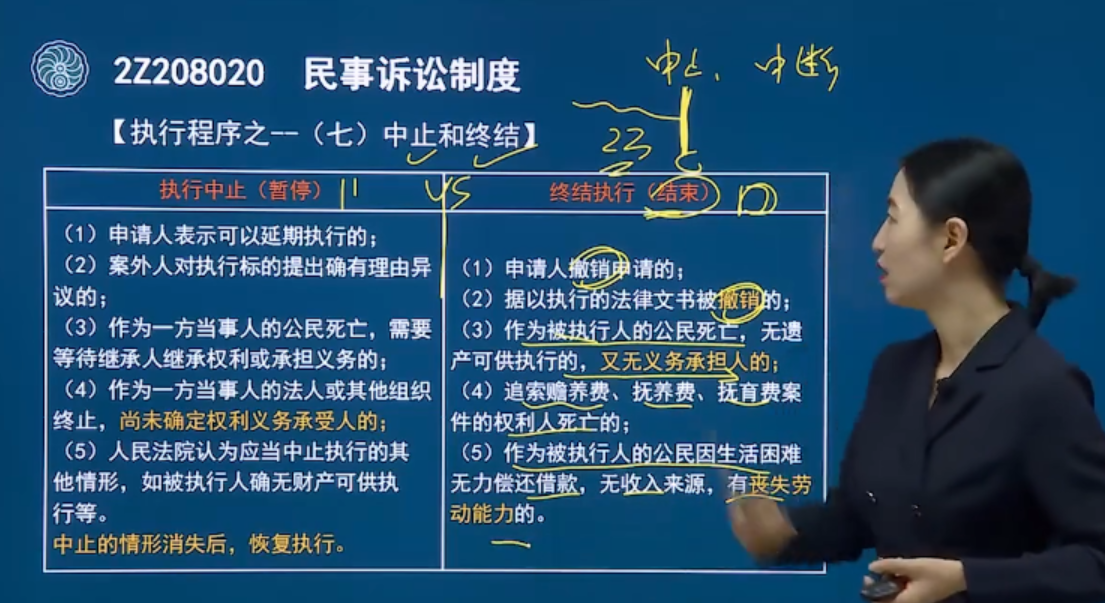 2Z208020 民事诉讼制度
中止、中断
【执行程序之--（七）中止和终结】
23
执行中止（暂停）
VS
终结执行（结束）
（1）申请人表示可以延期执行的；
（2）案外人对执行标的提出确有理由异
议的；
（3）作为一方当事人的公民死亡，需要
等待继承人继承权利或承担义务的；
（4）作为一方当事人的法人或其他组织
终止，尚未确定权利义务承受人的；
（5）人民法院认为应当中止执行的其
他情形，如被执行人确无财产可供执
行等。
中止的情形消失后，恢复执行。
（1）申请人撤销申请的；
（2）据以执行的法律文书被撤销的；
（3）作为被执行人的公民死亡，无遗
产可供执行的，又无义务承担人的；
（4）追索赡养费、抚养费、抚育费案
件的权利人死亡的；
（5）作为被执行人的公民因生活困难
无力偿还借款，无收入来源，有丧失劳
动能力的。